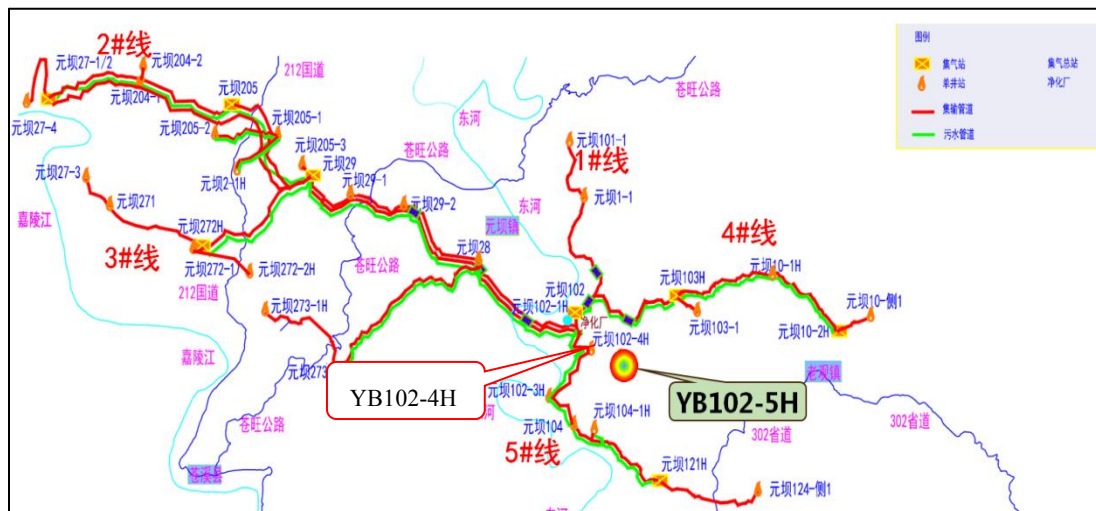 2#线
元坝27-1/2
元坝204-2
212国道
元坝205
元坝204-1
元坝27-4
元坝205-2
元坝205-1
元坝205-3
元坝29
元坝27-3
元坝2-1H
元坝29-1
元坝29-2
元坝271
元坝272H
嘉陵江
3#线
元坝272-1
元坝272-2H
212国道
苍旺公路
苍旺公路
苍旺公路
东河
东河
元坝镇
元坝101-1
1#线
元坝1-1
元坝28
元坝102
元坝102-1H
净化厂
元坝103H
4#线
元坝10-1H
元坝10-侧1
元坝103-1
元坝10-2H
元坝273-1H
嘉陵江
元坝273
YB102-4H
元坝102-4H
YB102-5H
老观镇
元坝102-3H
河
元坝104-1H
元坝104
苍旺公路
302省道
302省道
5#线
元坝121H
元坝124-侧1
苍溪县
东河
图例
集气站
集气总站
单井站
净化厂
集输管道
污水管道